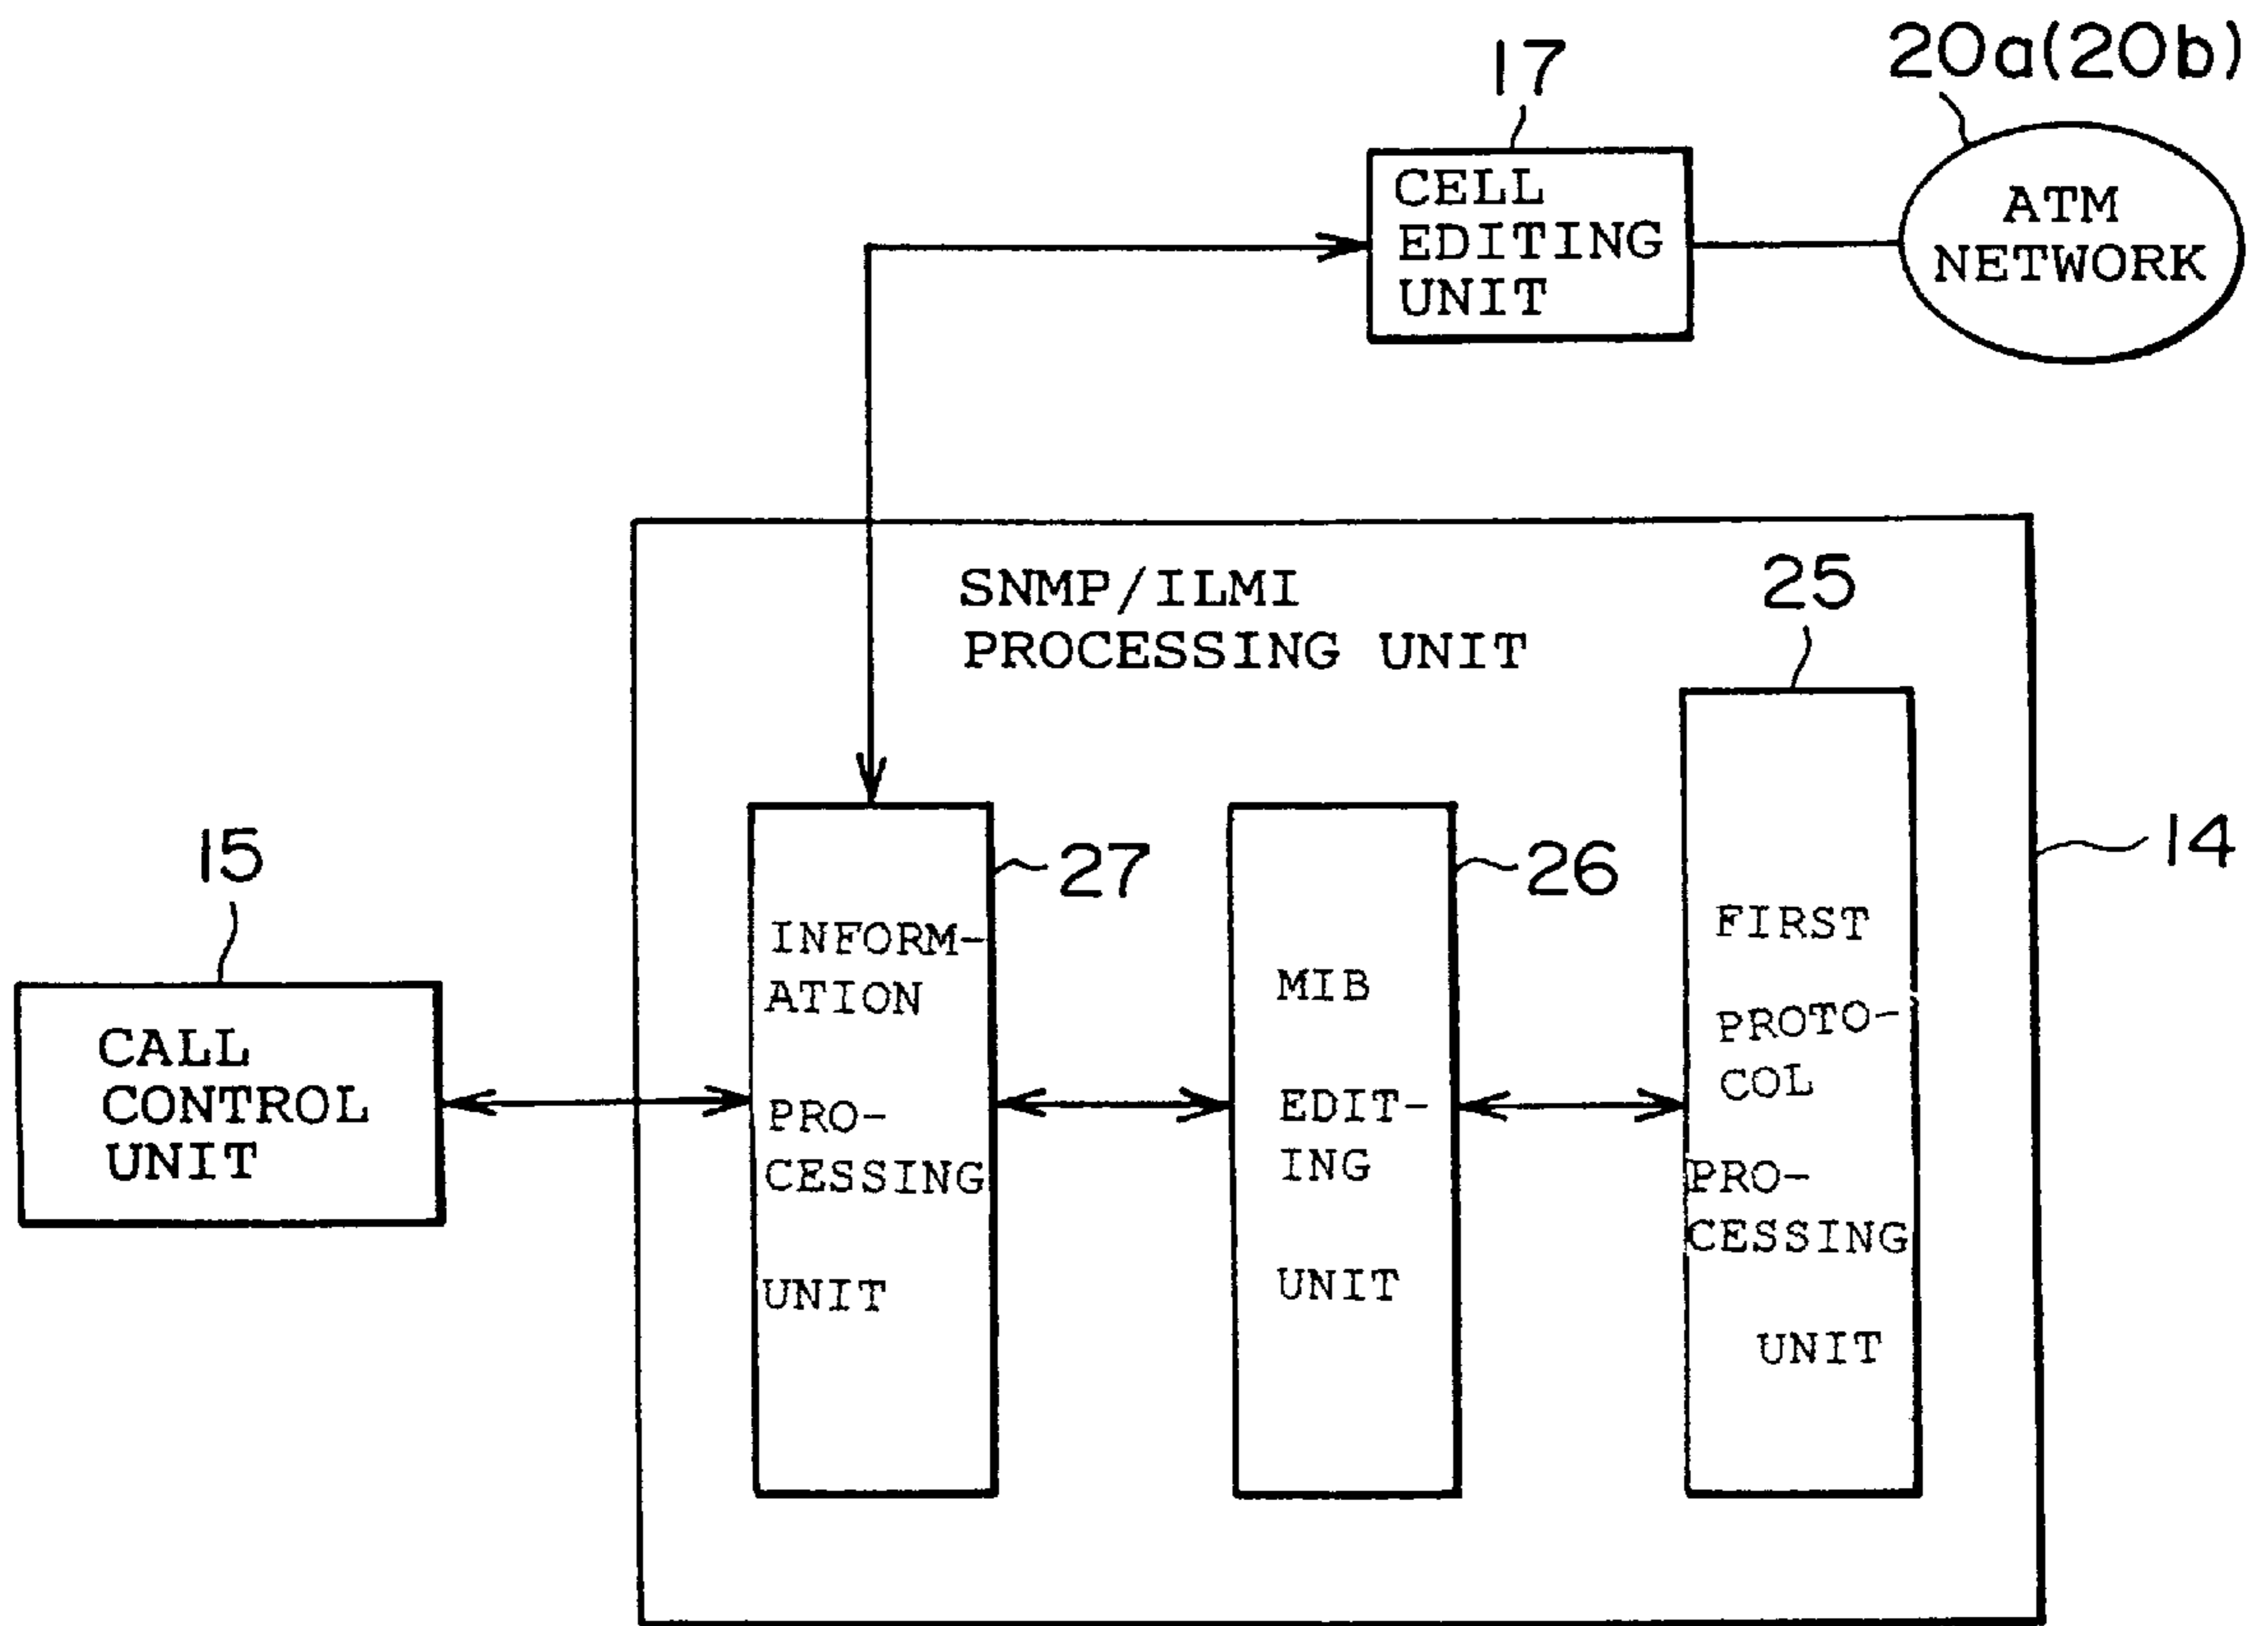 20a(20b)
17
CELL
EDITING
UNIT
ATM
NETWORK
SNMP/ILMI
PROCESSING UNIT
25
14
15
27
26
INFORM-
ATION
PRO-
CESSING
UNIT
MIB
EDIT-
ING
UNIT
FIRST
PROTO-
COL
PRO-
CESSING
UNIT
CALL
CONTROL
UNIT